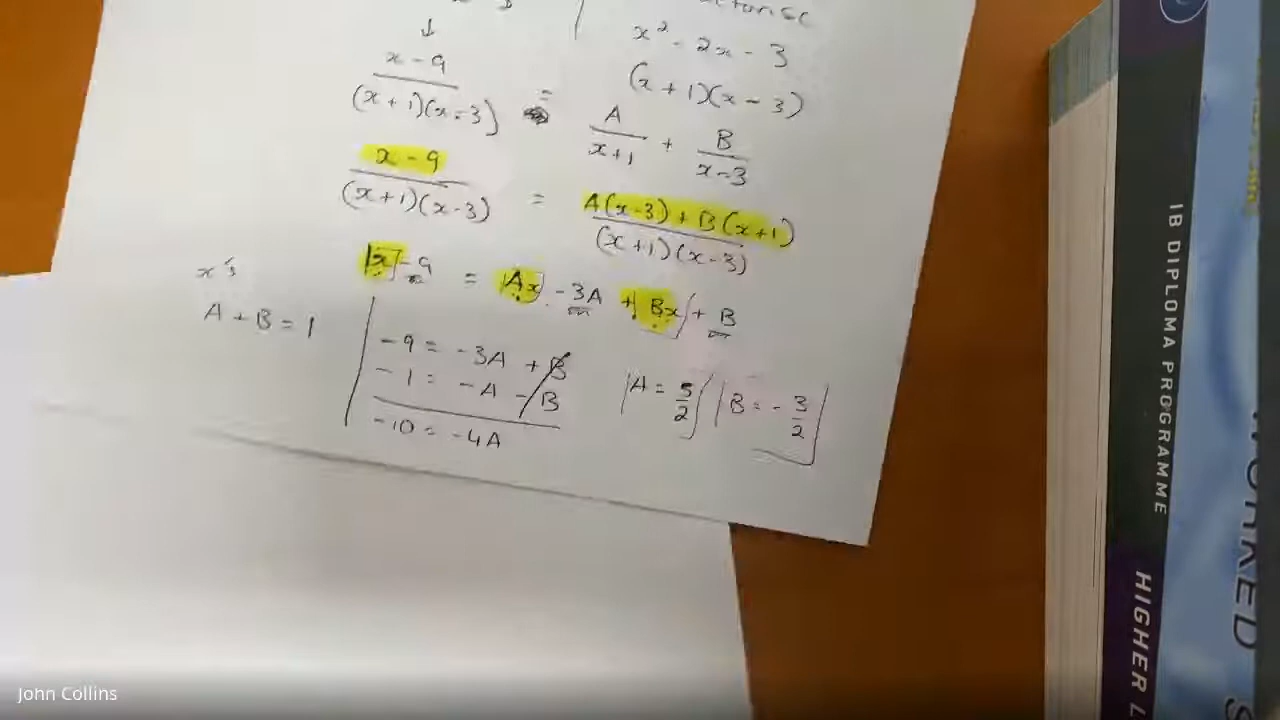 x² - 2x - 3
(x + 1)(x - 3)
x - 9
(x + 1)(x - 3)
=
A
x+1
+
B
x-3
x - 9
(x+1)(x-3)
=
A(x-3) + B(x+1)
(x+1)(x-3)
x's
x - 9 = Ax - 3A + Bx + B
A + B = 1
-9 = -3A + B
-1 = -A - B
-10 = -4A
A = 5/2
B = - 3/2
IB DIPLOMA PROGRAMME
HIGHER L
John Collins